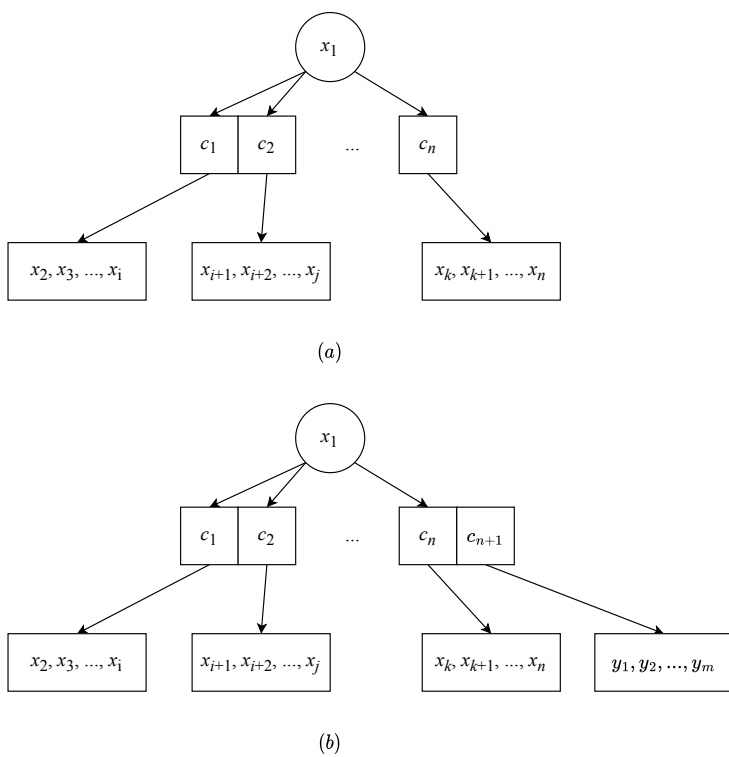 x₁
c₁ c₂ ... cₙ
x₂, x₃, ..., xᵢ xᵢ₊₁, xᵢ₊₂, ..., xⱼ xₖ, xₖ₊₁, ..., xₙ
(a)
x₁
c₁ c₂ ... cₙ cₙ₊₁
x₂, x₃, ..., xᵢ xᵢ₊₁, xᵢ₊₂, ..., xⱼ xₖ, xₖ₊₁, ..., xₙ y₁, y₂, ..., yₘ
(b)